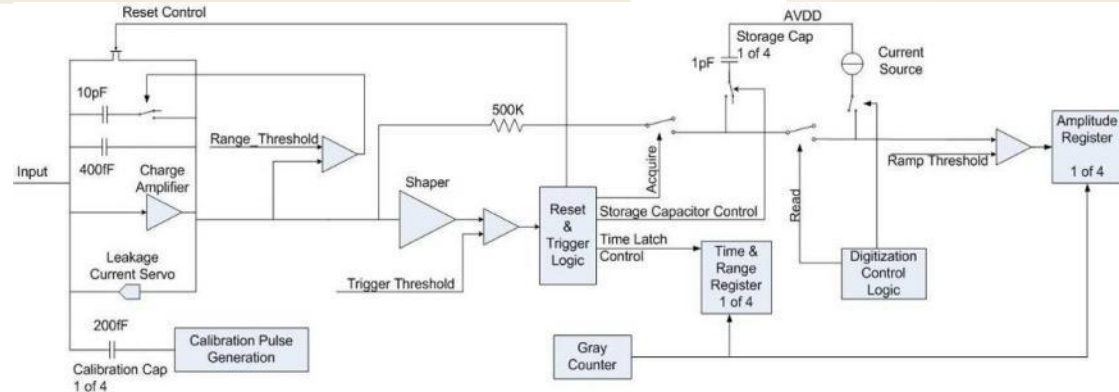 Reset Control
AVDD
Storage Cap
1 of 4
1pF
Current
Source
10pF
500K
Range_Threshold
400fF
Input
Charge
Amplifier
Shaper
Acquire
Reset
&
Trigger
Logic
Storage Capacitor Control
Time Latch
Control
Read
Ramp Threshold
Amplitude
Register
1 of 4
Leakage
Current Servo
Trigger Threshold
Time &
Range
Register
1 of 4
Digitization
Control
Logic
200fF
Calibration Pulse
Generation
Calibration Cap
1 of 4
Gray
Counter